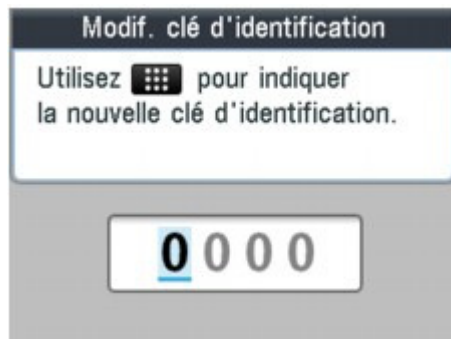 Modif. clé d'identification
Utilisez pour indiquer
la nouvelle clé d'identification.
0000